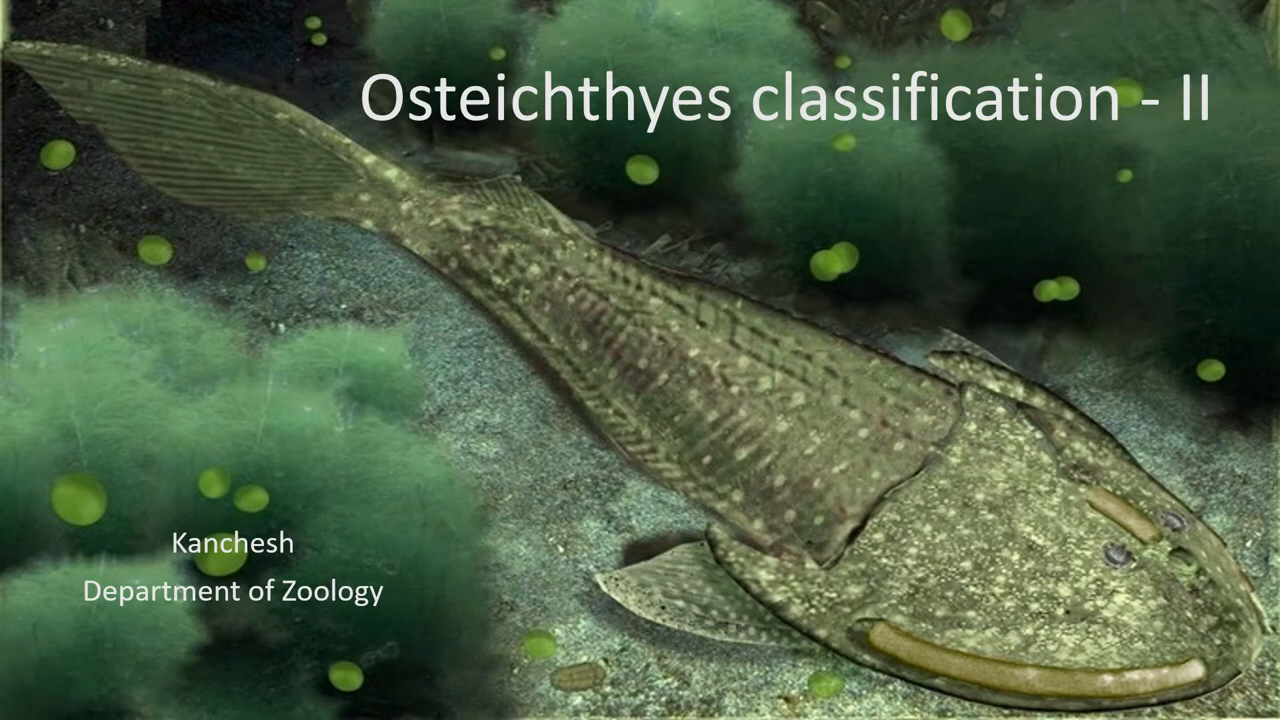 Osteichthyes classification - II
Kanchesh
Department of Zoology